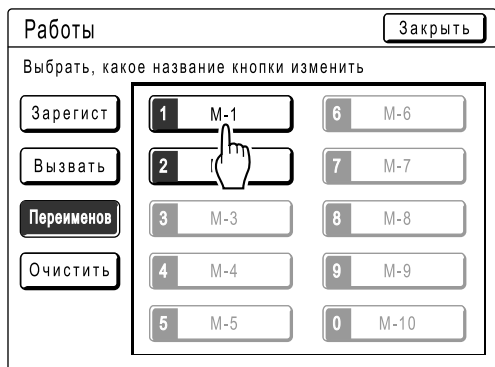 Работы
Закрыть
Выбрать, какое название кнопки изменить
Зарегист
1 M-1
6 M-6
Вызвать
2
7 M-7
Переименов
3 M-3
8 M-8
Очистить
4 M-4
9 M-9
5 M-5
0 M-10